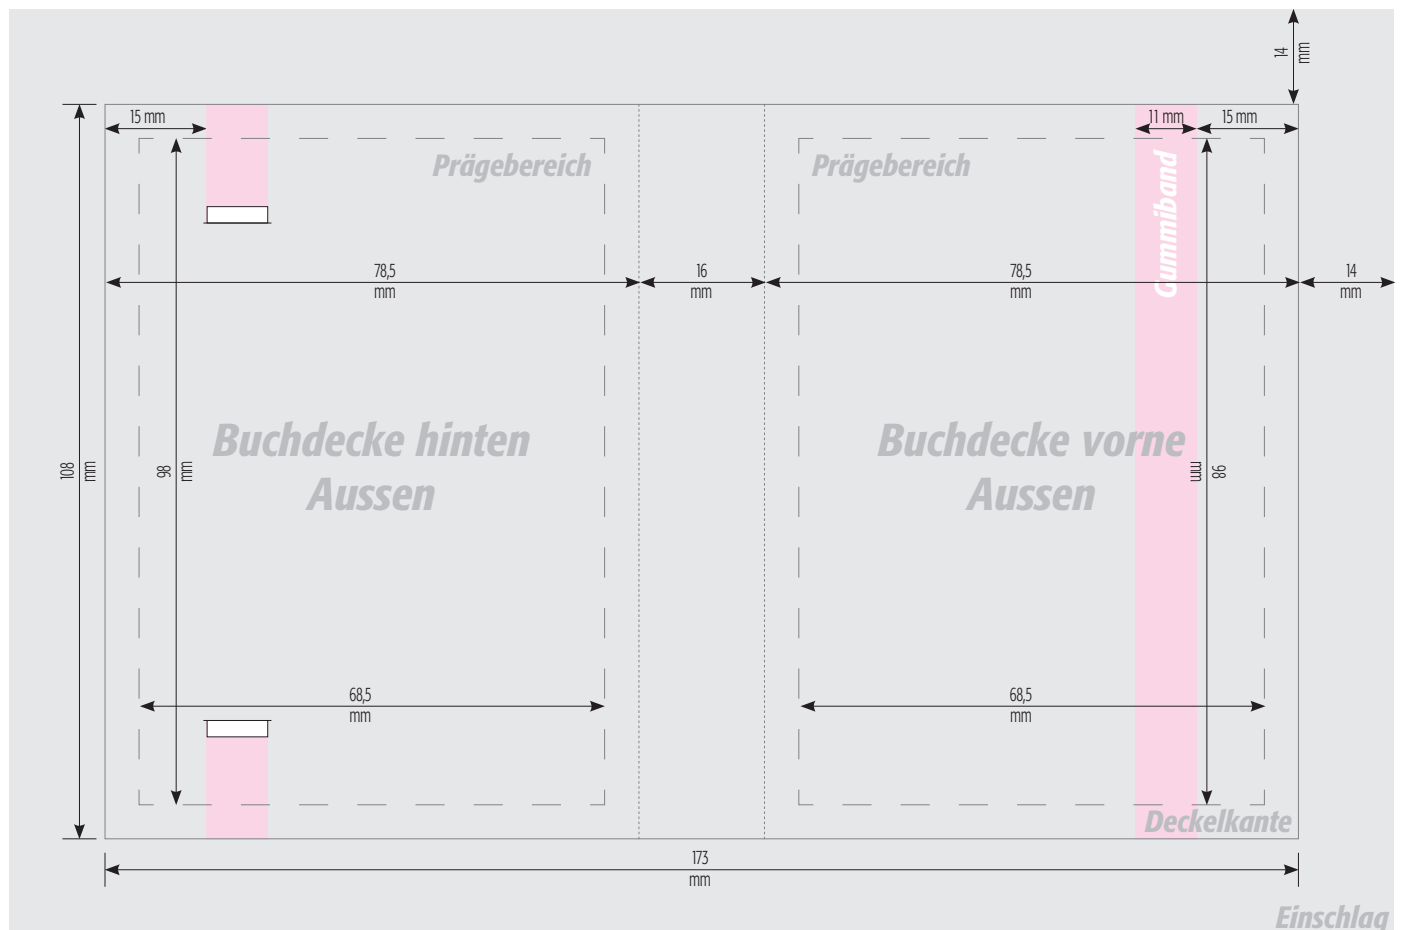 14
mm
15 mm
11 mm
15 mm
Prägebereich
Prägebereich
Gummiband
78,5
mm
16
mm
78,5
mm
14
mm
Buchdecke hinten
Aussen
Buchdecke vorne
Aussen
108
mm
98
mm
98
mm
68,5
mm
68,5
mm
Deckelkante
173
mm
Einschlag